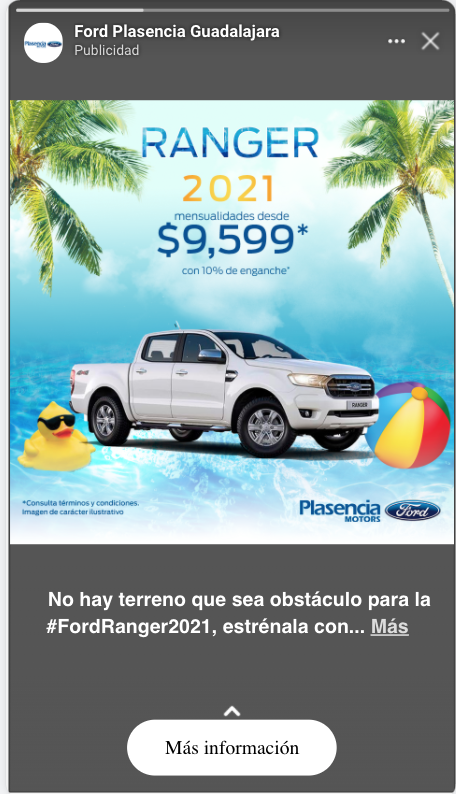 Ford Plasencia Guadalajara
Publicidad
RANGER
2021
mensualidades desde
$9,599*
con 10% de enganche*
RANGER
*Consulta términos y condiciones.
Imagen de carácter ilustrativo
Plasencia
MOTORS
Ford
No hay terreno que sea obstáculo para la
#FordRanger2021, estrénala con... Más
Más información